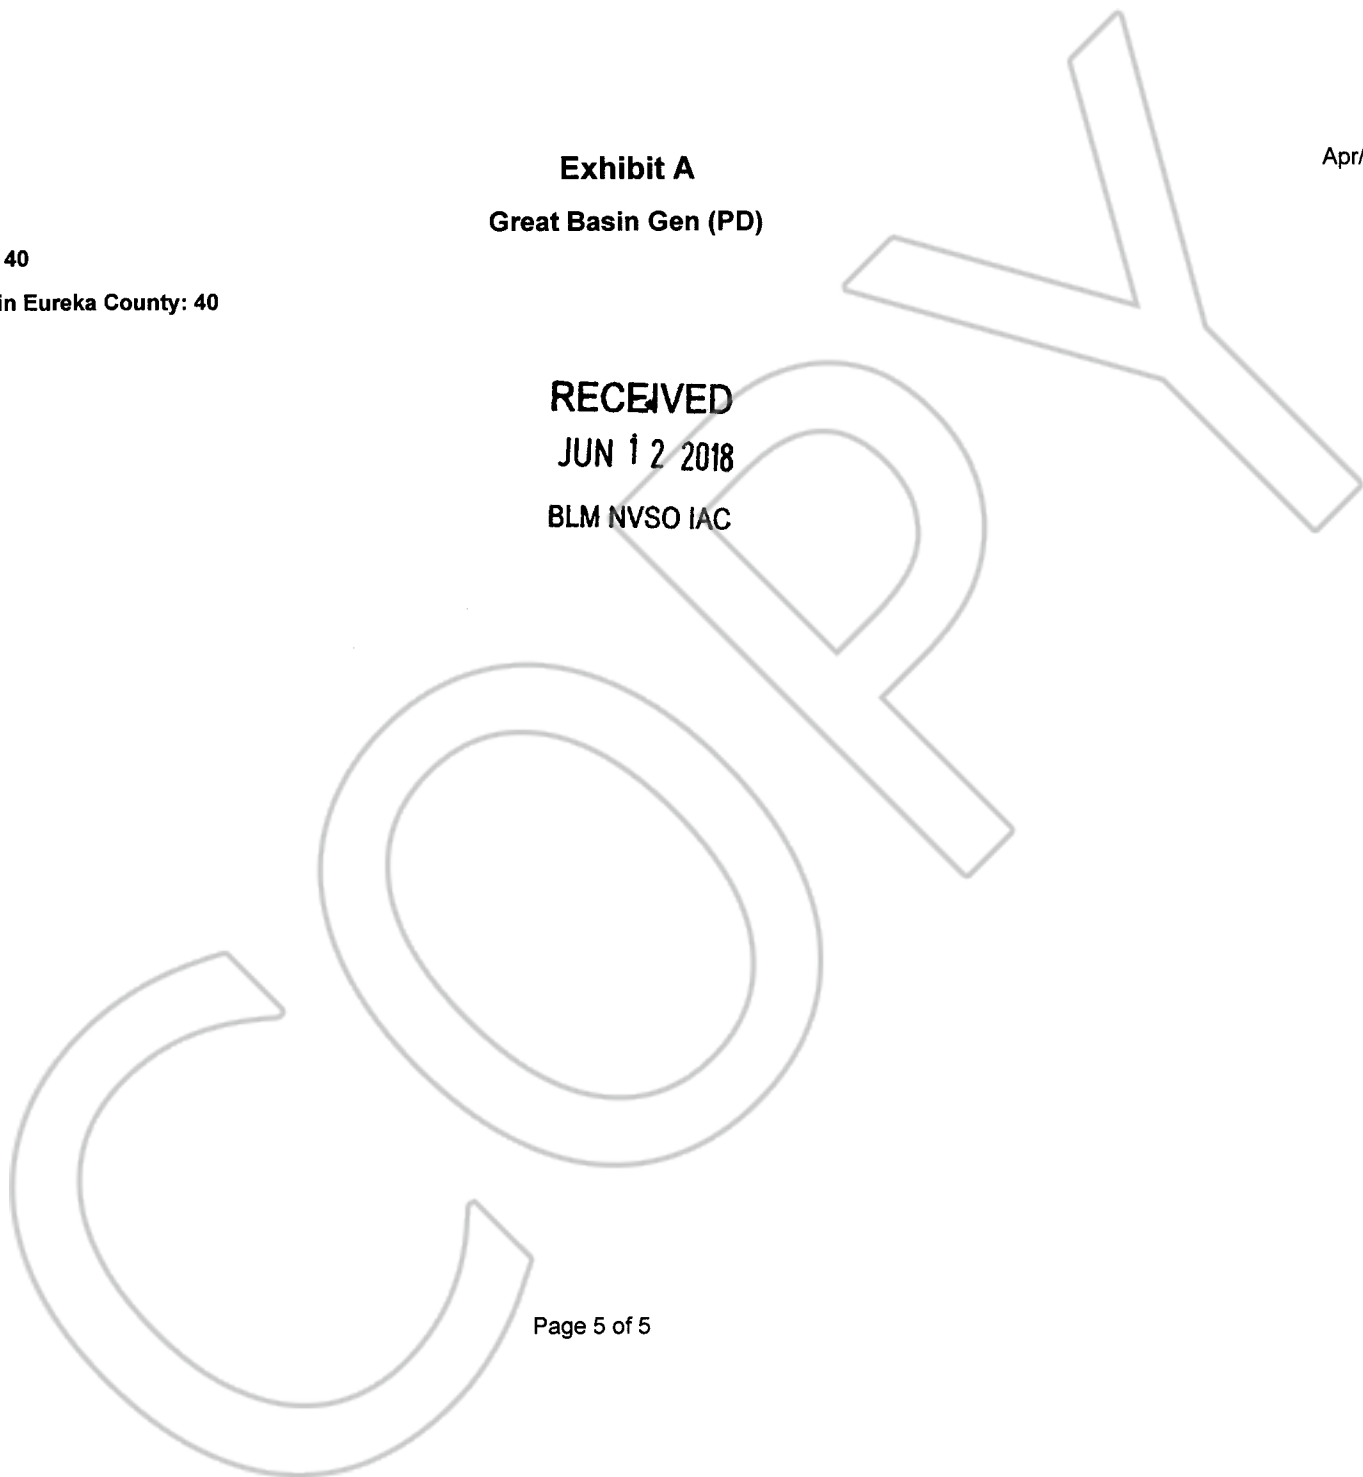 Exhibit A
Apr/
Great Basin Gen (PD)
40
in Eureka County: 40
RECEIVED
JUN 12 2018
BLM NVSO IAC
COPY
Page 5 of 5